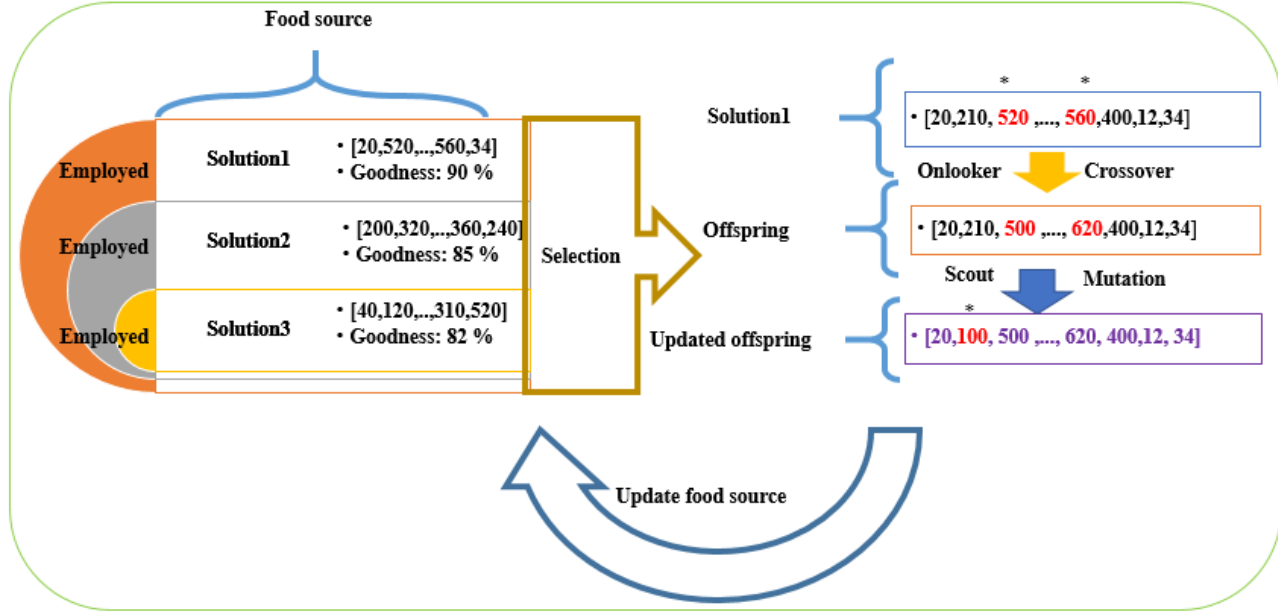 Food source
Employed
Solution1
• [20,520,..,560,34]
• Goodness: 90 %
Employed
Solution2
• [200,320,..,360,240]
• Goodness: 85 %
Employed
Solution3
• [40,120,..,310,520]
• Goodness: 82 %
Selection
* *
Solution1
• [20,210, 520 ,..., 560,400,12,34]
Onlooker Crossover
Offspring
• [20,210, 500 ,..., 620,400,12,34]
Scout Mutation
*
Updated offspring
• [20,100, 500 ,..., 620, 400,12, 34]
Update food source